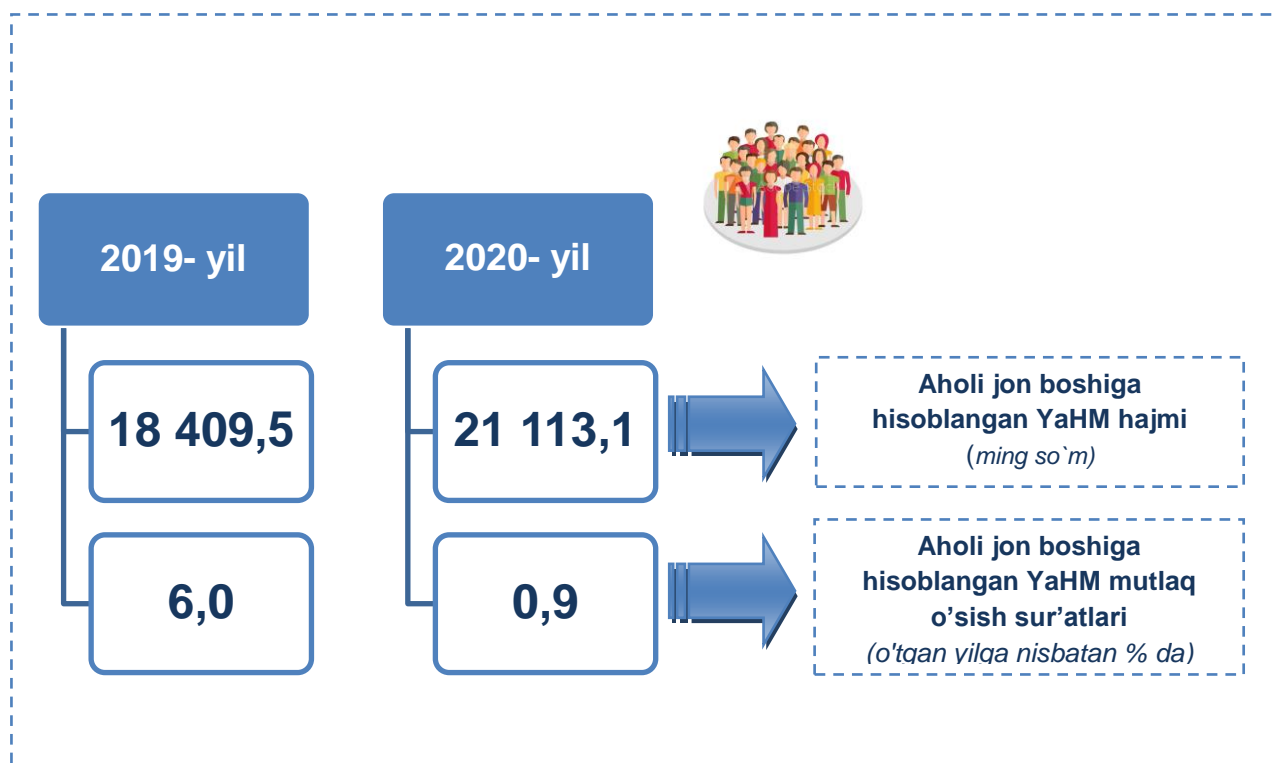 2019- yil
2020- yil
18 409,5
21 113,1
Aholi jon boshiga
hisoblangan YaHM hajmi
(ming so`m)
6,0
0,9
Aholi jon boshiga
hisoblangan YaHM mutlaq
o’sish sur’atlari
(o'tgan yilga nisbatan % da)